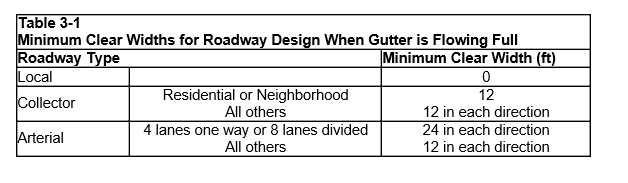 Table 3-1
Minimum Clear Widths for Roadway Design When Gutter is Flowing Full
Roadway Type Minimum Clear Width (ft)
Local 0
Collector Residential or Neighborhood 12
All others 12 in each direction
Arterial 4 lanes one way or 8 lanes divided 24 in each direction
All others 12 in each direction